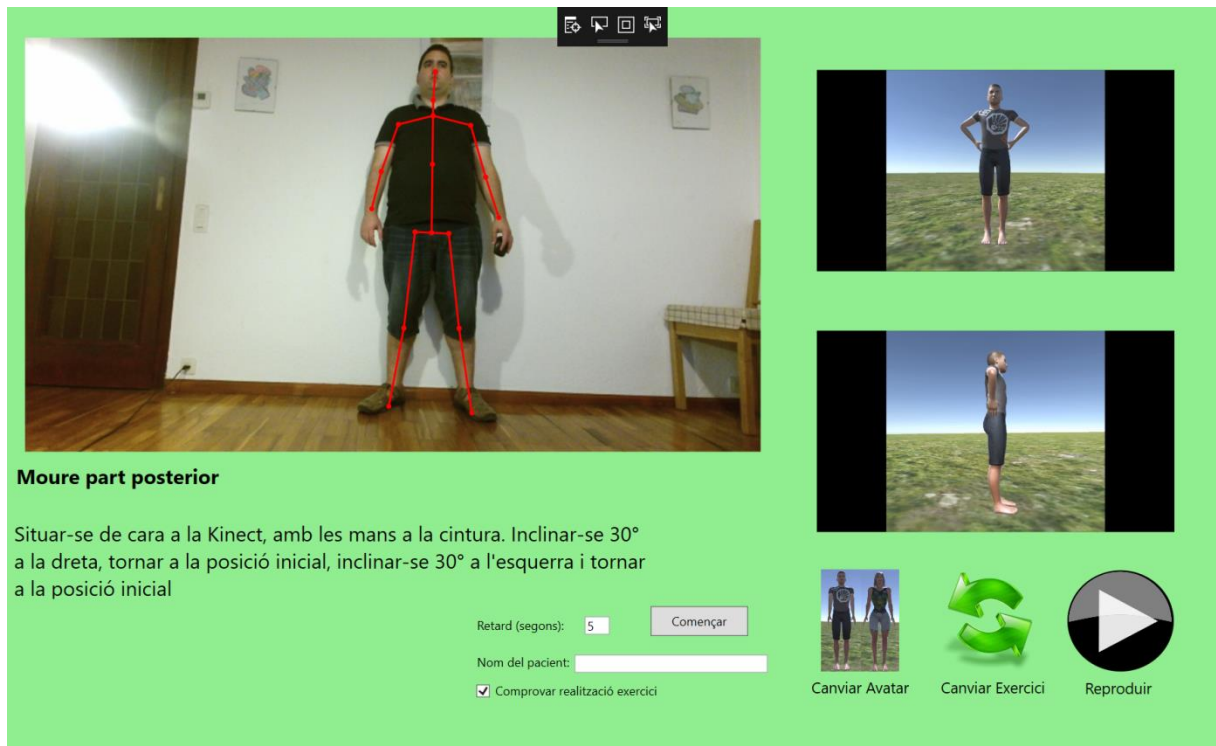 Moure part posterior
Situar-se de cara a la Kinect, amb les mans a la cintura. Inclinar-se 30°
a la dreta, tornar a la posició inicial, inclinar-se 30° a l'esquerra i tornar
a la posició inicial
Retard (segons): 5 Començar
Nom del pacient:
Comprovar realització exercici
Canviar Avatar Canviar Exercici Reproduir